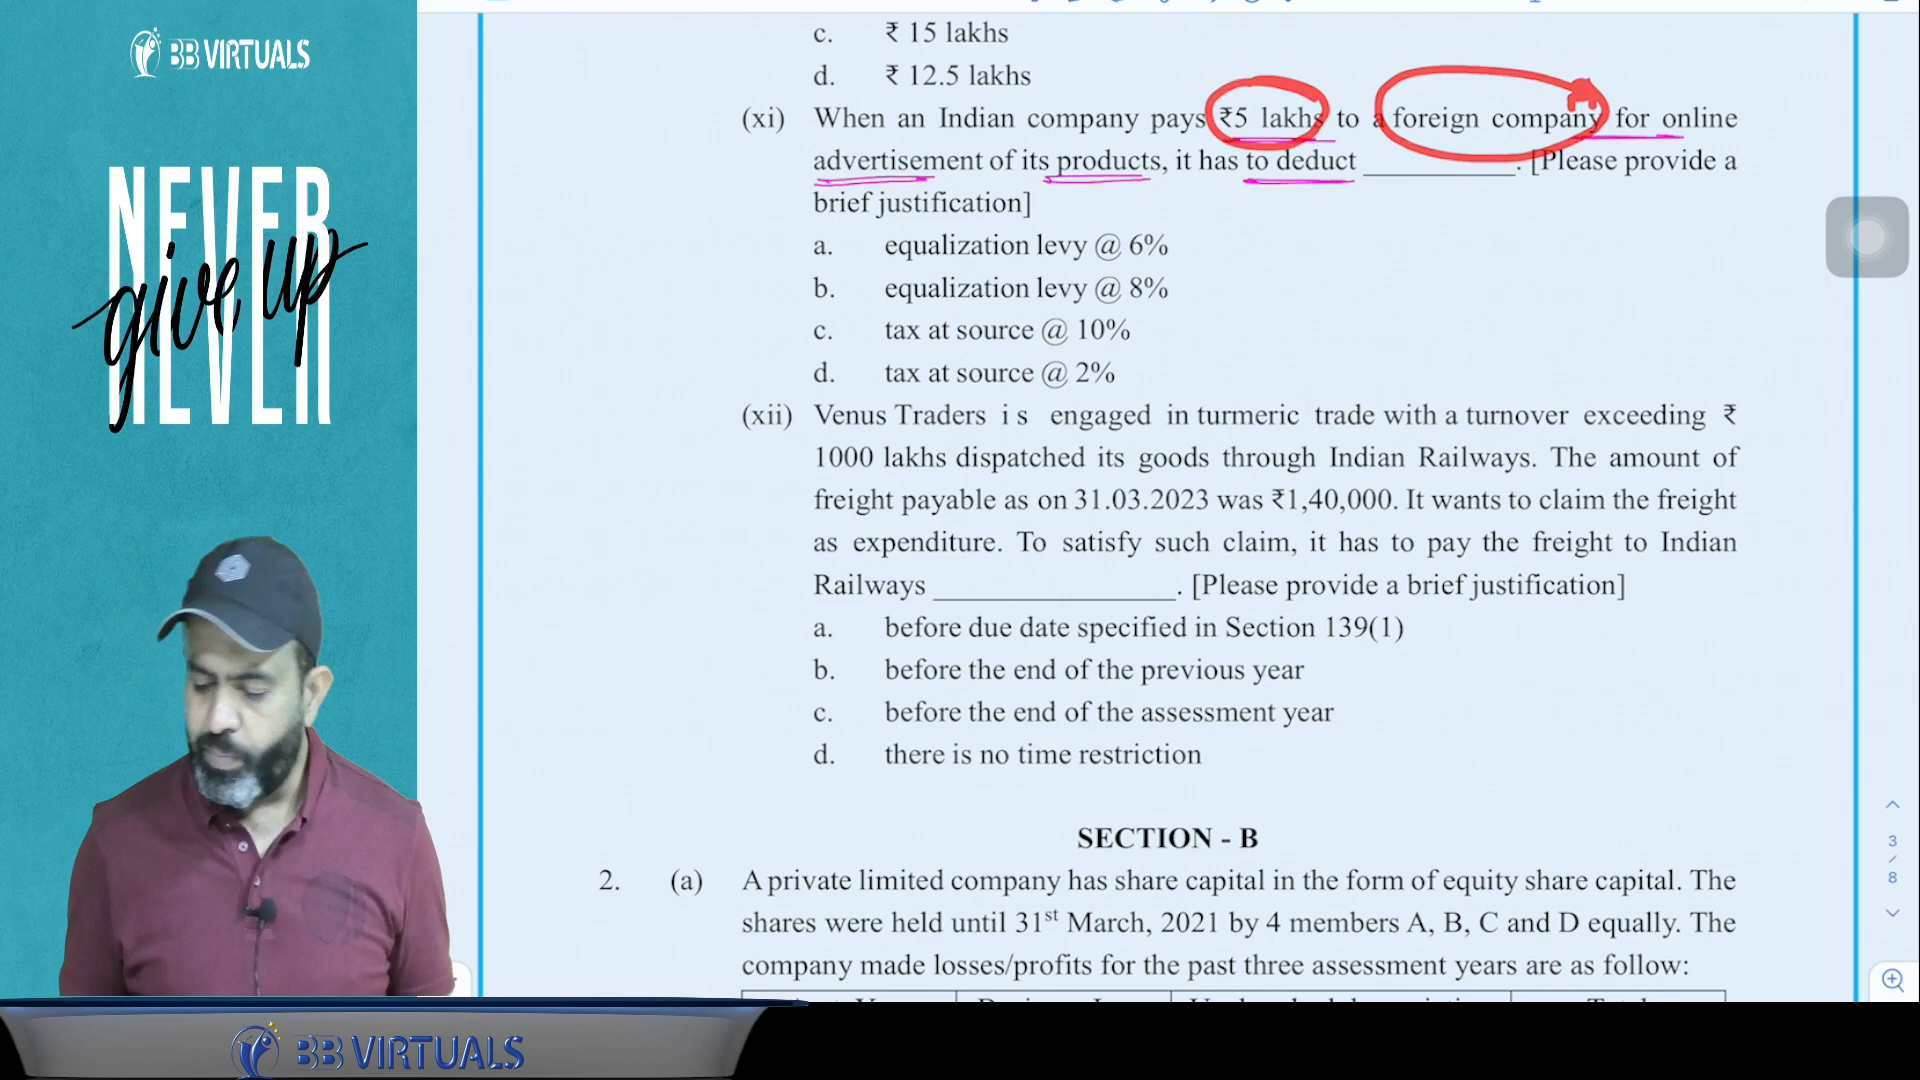 BB VIRTUALS
NEVER
give up
NEVER
c. ₹ 15 lakhs
d. ₹ 12.5 lakhs
(xi) When an Indian company pays ₹5 lakhs to a foreign company for online
advertisement of its products, it has to deduct __________. [Please provide a
brief justification]
a. equalization levy @ 6%
b. equalization levy @ 8%
c. tax at source @ 10%
d. tax at source @ 2%
(xii) Venus Traders i s engaged in turmeric trade with a turnover exceeding ₹
1000 lakhs dispatched its goods through Indian Railways. The amount of
freight payable as on 31.03.2023 was ₹1,40,000. It wants to claim the freight
as expenditure. To satisfy such claim, it has to pay the freight to Indian
Railways ________________. [Please provide a brief justification]
a. before due date specified in Section 139(1)
b. before the end of the previous year
c. before the end of the assessment year
d. there is no time restriction
SECTION - B
2. (a) A private limited company has share capital in the form of equity share capital. The
shares were held until 31st March, 2021 by 4 members A, B, C and D equally. The
company made losses/profits for the past three assessment years are as follow:
3
/
8
BB VIRTUALS